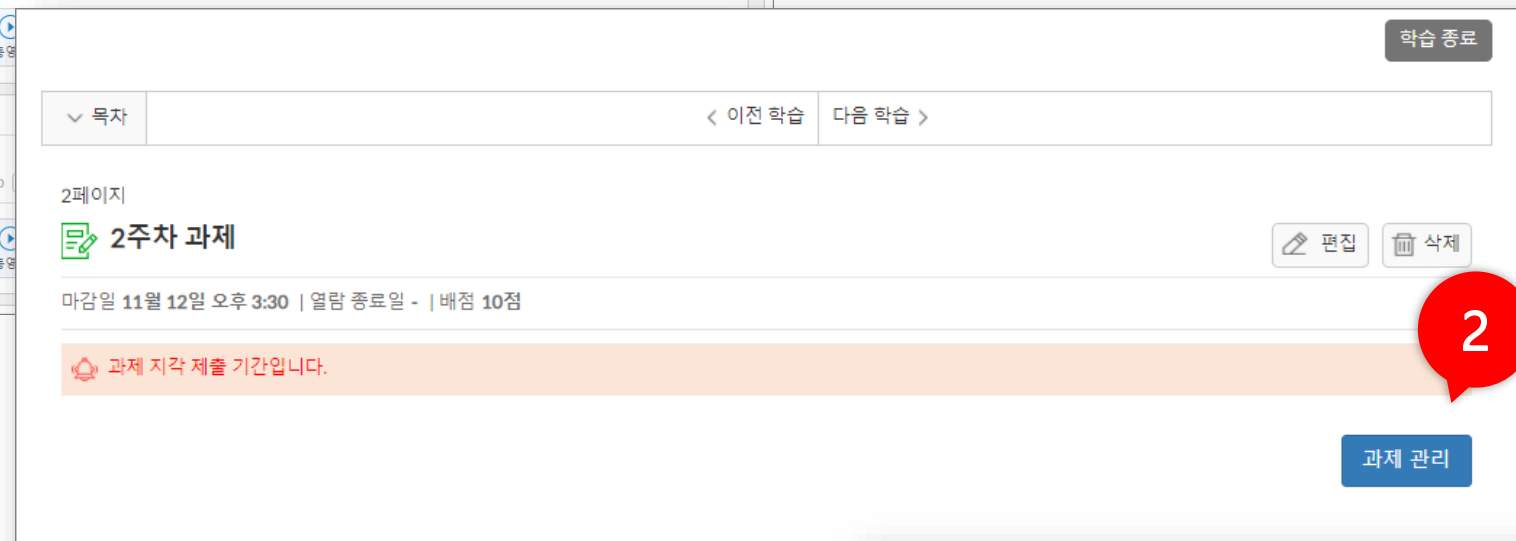 학습 종료
목차
이전 학습
다음 학습
2페이지
2주차 과제
편집
삭제
마감일 11월 12일 오후 3:30 | 열람 종료일 - | 배점 10점
2
과제 지각 제출 기간입니다.
과제 관리